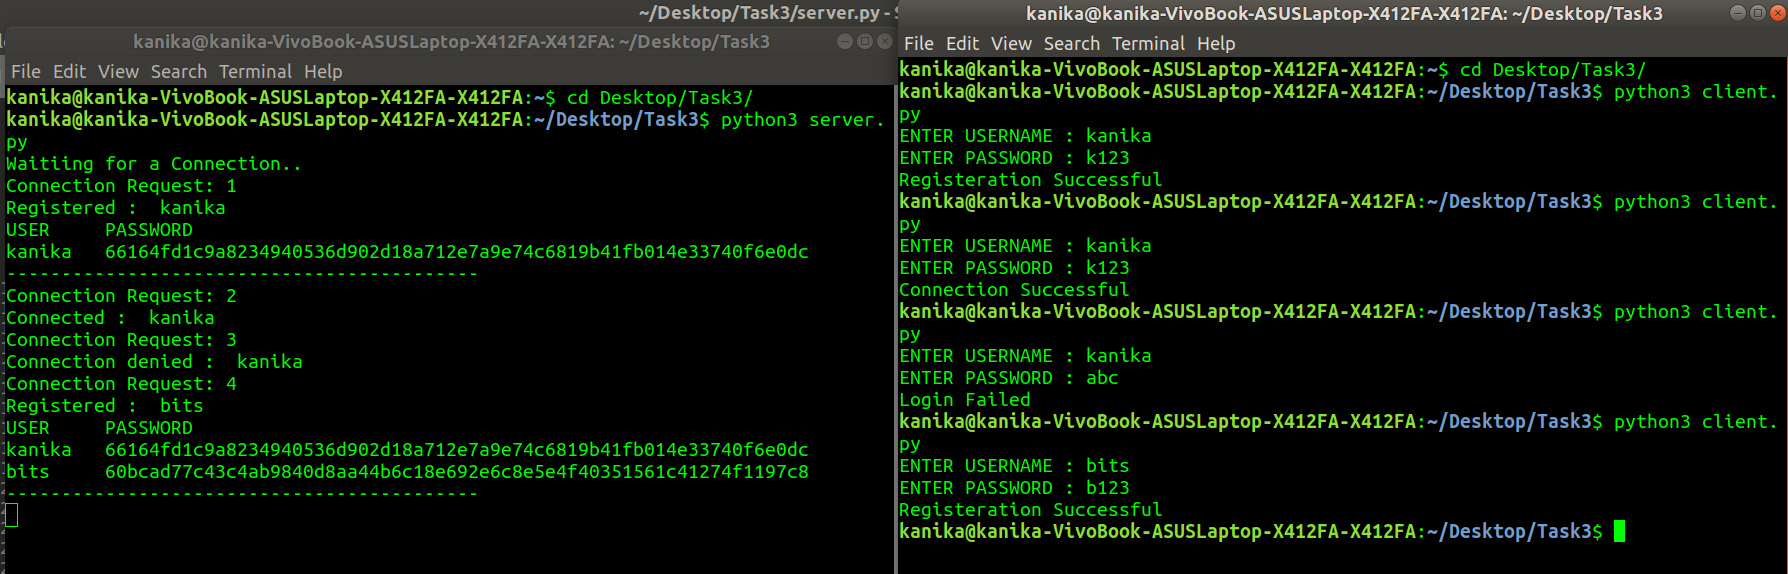 ~/Desktop/Task3/server.py - S
kanika@kanika-VivoBook-ASUSLaptop-X412FA-X412FA: ~/Desktop/Task3
File Edit View Search Terminal Help
kanika@kanika-VivoBook-ASUSLaptop-X412FA-X412FA:~$ cd Desktop/Task3/
kanika@kanika-VivoBook-ASUSLaptop-X412FA-X412FA:~/Desktop/Task3$ python3 server.
py
Waitiing for a Connection..
Connection Request: 1
Registered :  kanika
USER     PASSWORD
kanika   66164fd1c9a8234940536d902d18a712e7a9e74c6819b41fb014e33740f6e0dc
-------------------------------------------
Connection Request: 2
Connected :  kanika
Connection Request: 3
Connection denied :  kanika
Connection Request: 4
Registered :  bits
USER     PASSWORD
kanika   66164fd1c9a8234940536d902d18a712e7a9e74c6819b41fb014e33740f6e0dc
bits     60bcad77c43c4ab9840d8aa44b6c18e692e6c8e5e4f40351561c41274f1197c8
-------------------------------------------
kanika@kanika-VivoBook-ASUSLaptop-X412FA-X412FA: ~/Desktop/Task3
File Edit View Search Terminal Help
kanika@kanika-VivoBook-ASUSLaptop-X412FA-X412FA:~$ cd Desktop/Task3/
kanika@kanika-VivoBook-ASUSLaptop-X412FA-X412FA:~/Desktop/Task3$ python3 client.
py
ENTER USERNAME : kanika
ENTER PASSWORD : k123
Registeration Successful
kanika@kanika-VivoBook-ASUSLaptop-X412FA-X412FA:~/Desktop/Task3$ python3 client.
py
ENTER USERNAME : kanika
ENTER PASSWORD : k123
Connection Successful
kanika@kanika-VivoBook-ASUSLaptop-X412FA-X412FA:~/Desktop/Task3$ python3 client.
py
ENTER USERNAME : kanika
ENTER PASSWORD : abc
Login Failed
kanika@kanika-VivoBook-ASUSLaptop-X412FA-X412FA:~/Desktop/Task3$ python3 client.
py
ENTER USERNAME : bits
ENTER PASSWORD : b123
Registeration Successful
kanika@kanika-VivoBook-ASUSLaptop-X412FA-X412FA:~/Desktop/Task3$